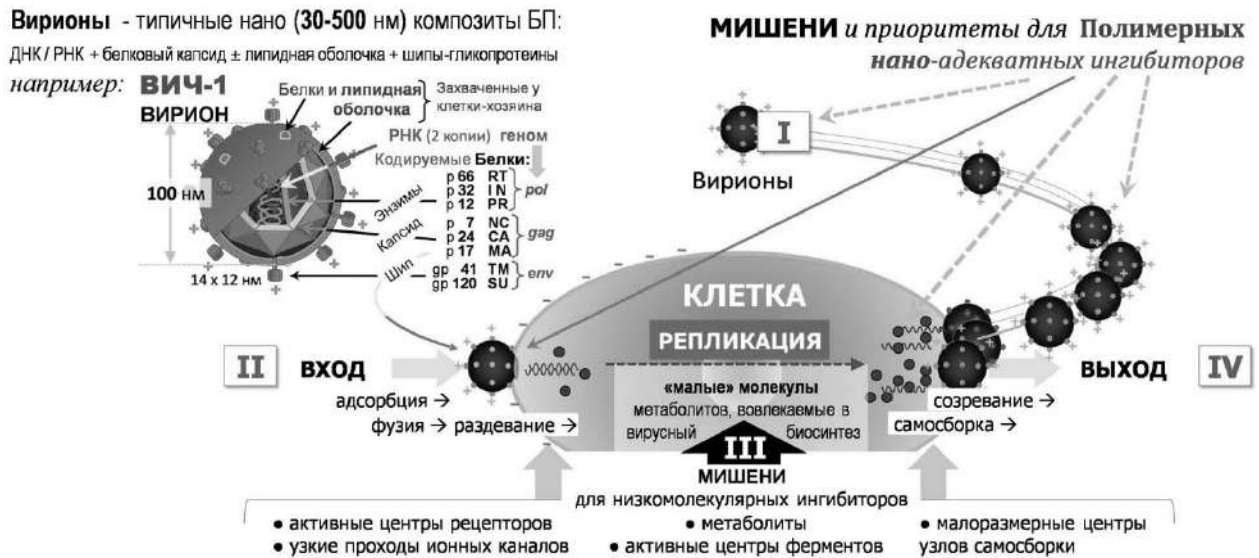 Вирионы - типичные нано (30-500 нм) композиты БП:
ДНК / РНК + белковый капсид ± липидная оболочка + шипы-гликопротеины
например: ВИЧ-1
ВИРИОН
Белки и липидная
оболочка
Захваченные у
клетки-хозяина
РНК (2 копии) геном
Кодируемые Белки:
100 нм
Энзимы
p 66 RT
p 32 IN
p 12 PR
pol
Капсид
p 7 NC
p 24 CA
p 17 MA
gag
Шип
gp 41 TM
gp 120 SU
env
14 x 12 нм
МИШЕНИ и приоритеты для Полимерных
нано-адекватных ингибиторов
I
Вирионы
КЛЕТКА
РЕПЛИКАЦИЯ
II ВХОД
адсорбция →
фузия → раздевание →
«малые» молекулы
метаболитов, вовлекаемые в
вирусный биосинтез
ВЫХОД IV
созревание →
самосборка →
III
МИШЕНИ
для низкомолекулярных ингибиторов
• активные центры рецепторов
• узкие проходы ионных каналов
• метаболиты
• активные центры ферментов
• малоразмерные центры
узлов самосборки